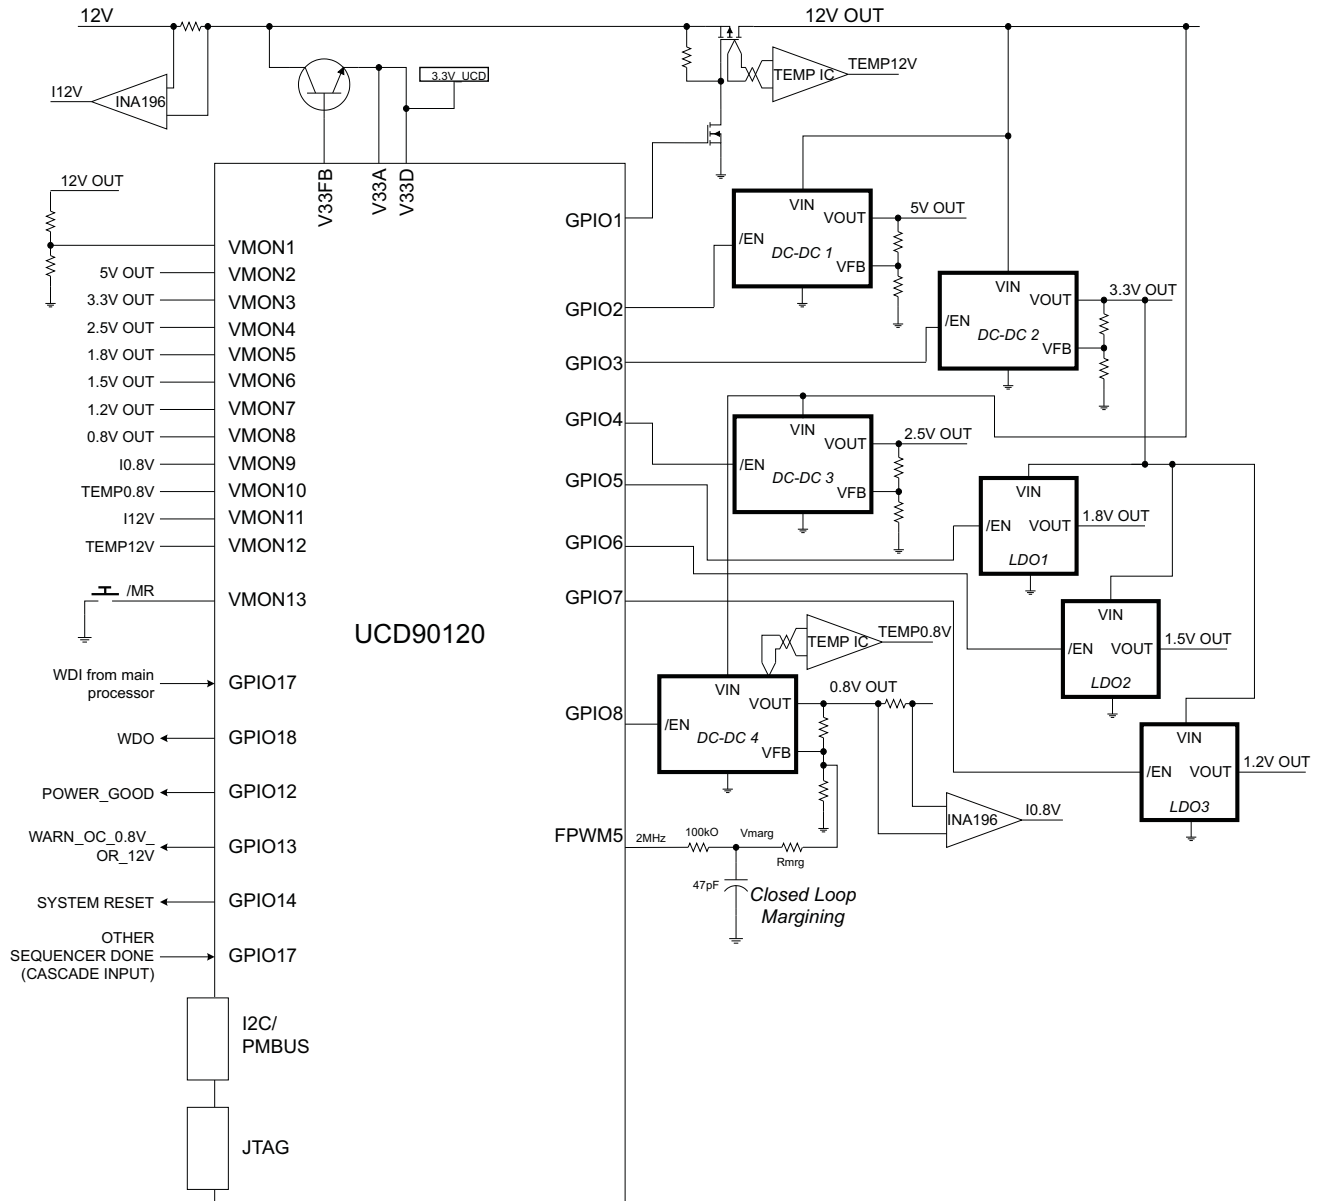 12V
12V OUT
3.3V_UCD
TEMP IC
TEMP12V
I12V
INA196
V33FB
V33A
V33D
12V OUT
VMON1
5V OUT
VMON2
3.3V OUT
VMON3
2.5V OUT
VMON4
1.8V OUT
VMON5
1.5V OUT
VMON6
1.2V OUT
VMON7
0.8V OUT
VMON8
I0.8V
VMON9
TEMP0.8V
VMON10
I12V
VMON11
TEMP12V
VMON12
/MR
VMON13
UCD90120
WDI from main
processor
GPIO17
WDO
GPIO18
POWER_GOOD
GPIO12
WARN_OC_0.8V_
OR_12V
GPIO13
SYSTEM RESET
GPIO14
OTHER
SEQUENCER DONE
(CASCADE INPUT)
GPIO17
I2C/
PMBUS
JTAG
GPIO1
GPIO2
GPIO3
GPIO4
GPIO5
GPIO6
GPIO7
GPIO8
FPWM5
VIN
VOUT
/EN
DC-DC 1
VFB
5V OUT
VIN
VOUT
/EN
DC-DC 2
VFB
3.3V OUT
VIN
VOUT
/EN
DC-DC 3
VFB
2.5V OUT
VIN
/EN
VOUT
LDO1
1.8V OUT
VIN
/EN
VOUT
LDO2
1.5V OUT
VIN
/EN
VOUT
LDO3
1.2V OUT
TEMP IC
TEMP0.8V
VIN
VOUT
/EN
DC-DC 4
VFB
0.8V OUT
INA196
I0.8V
2MHz
100kO
Vmarg
Rmrg
47pF
Closed Loop
Margining